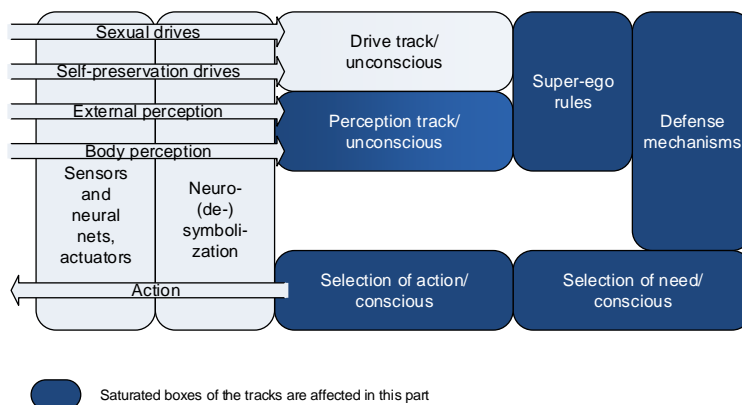 Sexual drives
Self-preservation drives
External perception
Body perception
Sensors
and
neural
nets,
actuators
Neuro-
(de-)
symboli-
zation
Drive track/
unconscious
Perception track/
unconscious
Super-ego
rules
Defense
mechanisms
Action
Selection of action/
conscious
Selection of need/
conscious
Saturated boxes of the tracks are affected in this part